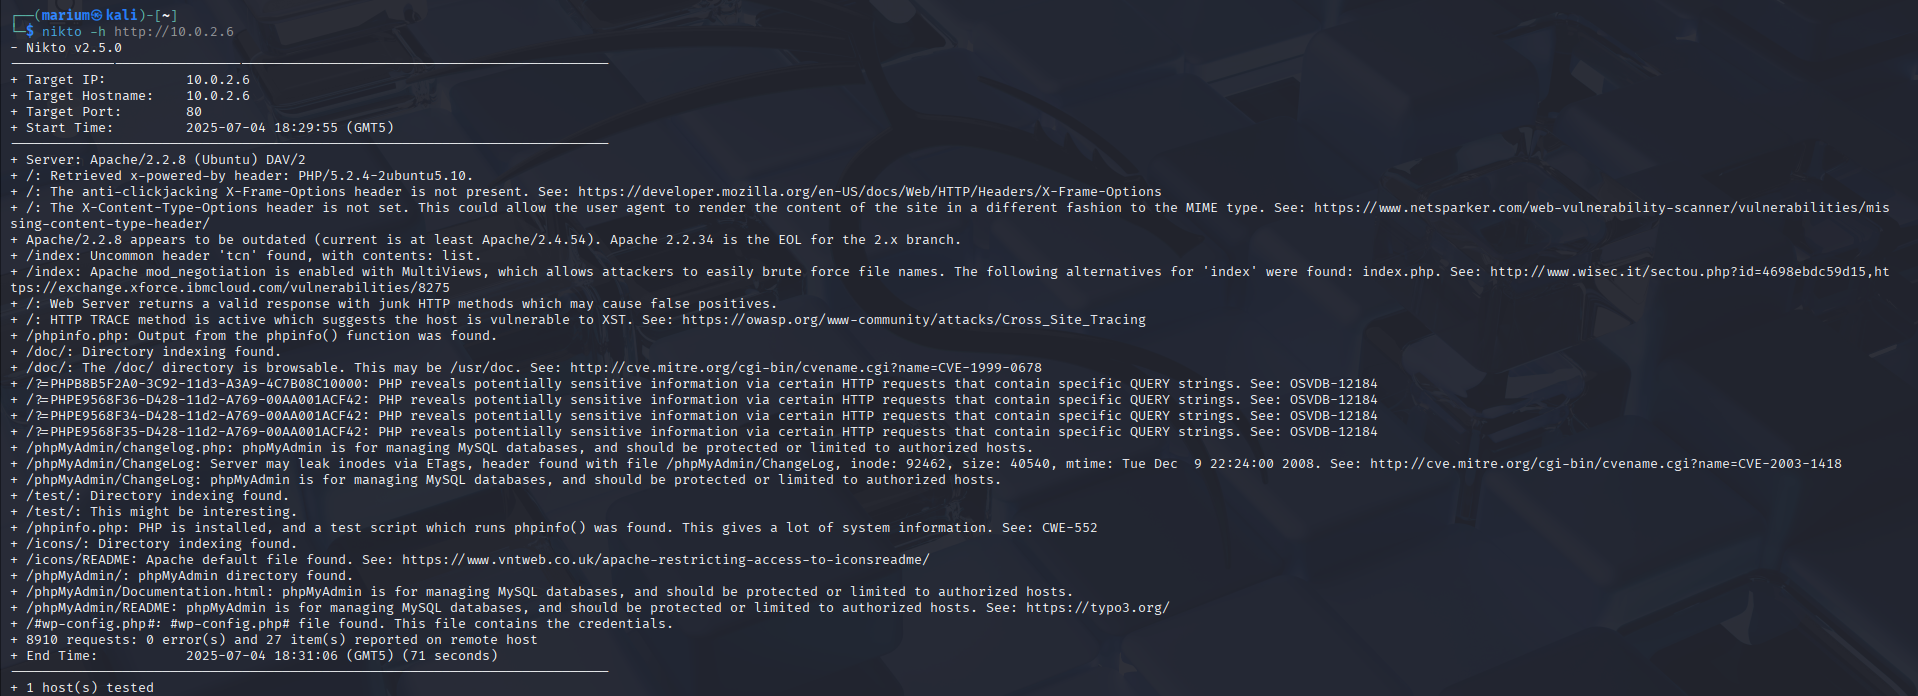 ┌──(marium㉿kali)-[~]
└─$ nikto -h http://10.0.2.6
- Nikto v2.5.0
---------------------------------------------------------------------------
+ Target IP:          10.0.2.6
+ Target Hostname:    10.0.2.6
+ Target Port:        80
+ Start Time:         2025-07-04 18:29:55 (GMT5)
---------------------------------------------------------------------------
+ Server: Apache/2.2.8 (Ubuntu) DAV/2
+ /: Retrieved x-powered-by header: PHP/5.2.4-2ubuntu5.10.
+ /: The anti-clickjacking X-Frame-Options header is not present. See: https://developer.mozilla.org/en-US/docs/Web/HTTP/Headers/X-Frame-Options
+ /: The X-Content-Type-Options header is not set. This could allow the user agent to render the content of the site in a different fashion to the MIME type. See: https://www.netsparker.com/web-vulnerability-scanner/vulnerabilities/mis
sing-content-type-header/
+ Apache/2.2.8 appears to be outdated (current is at least Apache/2.4.54). Apache 2.2.34 is the EOL for the 2.x branch.
+ /index: Uncommon header 'tcn' found, with contents: list.
+ /index: Apache mod_negotiation is enabled with MultiViews, which allows attackers to easily brute force file names. The following alternatives for 'index' were found: index.php. See: http://www.wisec.it/sectou.php?id=4698ebdc59d15,ht
tps://exchange.xforce.ibmcloud.com/vulnerabilities/8275
+ /: Web Server returns a valid response with junk HTTP methods which may cause false positives.
+ /: HTTP TRACE method is active which suggests the host is vulnerable to XST. See: https://owasp.org/www-community/attacks/Cross_Site_Tracing
+ /phpinfo.php: Output from the phpinfo() function was found.
+ /doc/: Directory indexing found.
+ /doc/: The /doc/ directory is browsable. This may be /usr/doc. See: http://cve.mitre.org/cgi-bin/cvename.cgi?name=CVE-1999-0678
+ /?=PHPB8B5F2A0-3C92-11d3-A3A9-4C7B08C10000: PHP reveals potentially sensitive information via certain HTTP requests that contain specific QUERY strings. See: OSVDB-12184
+ /?=PHPE9568F36-D428-11d2-A769-00AA001ACF42: PHP reveals potentially sensitive information via certain HTTP requests that contain specific QUERY strings. See: OSVDB-12184
+ /?=PHPE9568F34-D428-11d2-A769-00AA001ACF42: PHP reveals potentially sensitive information via certain HTTP requests that contain specific QUERY strings. See: OSVDB-12184
+ /?=PHPE9568F35-D428-11d2-A769-00AA001ACF42: PHP reveals potentially sensitive information via certain HTTP requests that contain specific QUERY strings. See: OSVDB-12184
+ /phpMyAdmin/changelog.php: phpMyAdmin is for managing MySQL databases, and should be protected or limited to authorized hosts.
+ /phpMyAdmin/ChangeLog: Server may leak inodes via ETags, header found with file /phpMyAdmin/ChangeLog, inode: 92462, size: 40540, mtime: Tue Dec  9 22:24:00 2008. See: http://cve.mitre.org/cgi-bin/cvename.cgi?name=CVE-2003-1418
+ /phpMyAdmin/ChangeLog: phpMyAdmin is for managing MySQL databases, and should be protected or limited to authorized hosts.
+ /test/: Directory indexing found.
+ /test/: This might be interesting.
+ /phpinfo.php: PHP is installed, and a test script which runs phpinfo() was found. This gives a lot of system information. See: CWE-552
+ /icons/: Directory indexing found.
+ /icons/README: Apache default file found. See: https://www.vntweb.co.uk/apache-restricting-access-to-iconsreadme/
+ /phpMyAdmin/: phpMyAdmin directory found.
+ /phpMyAdmin/Documentation.html: phpMyAdmin is for managing MySQL databases, and should be protected or limited to authorized hosts.
+ /phpMyAdmin/README: phpMyAdmin is for managing MySQL databases, and should be protected or limited to authorized hosts. See: https://typo3.org/
+ /#wp-config.php#: #wp-config.php# file found. This file contains the credentials.
+ 8910 requests: 0 error(s) and 27 item(s) reported on remote host
+ End Time:           2025-07-04 18:31:06 (GMT5) (71 seconds)
---------------------------------------------------------------------------
+ 1 host(s) tested